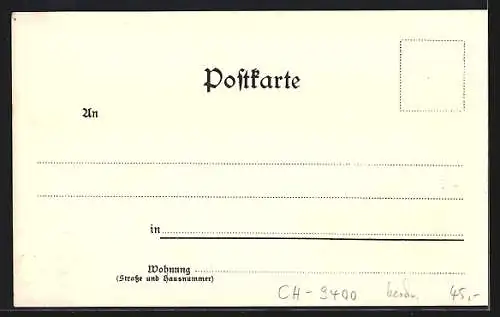 Postkarte
An
in
Wohnung
(Straße und Hausnummer)
CH - 9400 45,-